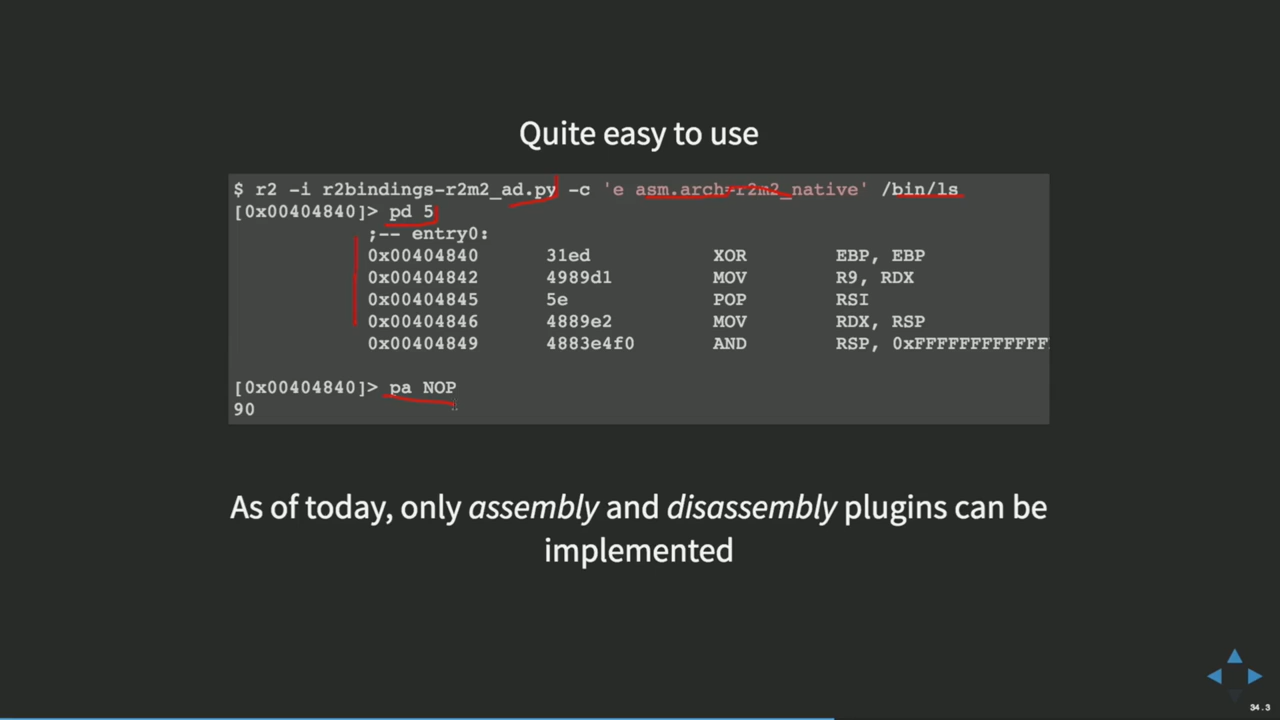 Quite easy to use
$ r2 -i r2bindings-r2m2_ad.py -c 'e asm.arch=r2m2_native' /bin/ls
[0x00404840]> pd 5
;-- entry0:
0x00404840 31ed XOR EBP, EBP
0x00404842 4989d1 MOV R9, RDX
0x00404845 5e POP RSI
0x00404846 4889e2 MOV RDX, RSP
0x00404849 4883e4f0 AND RSP, 0xFFFFFFFFFFFF
[0x00404840]> pa NOP
90
As of today, only assembly and disassembly plugins can be
implemented
34.3